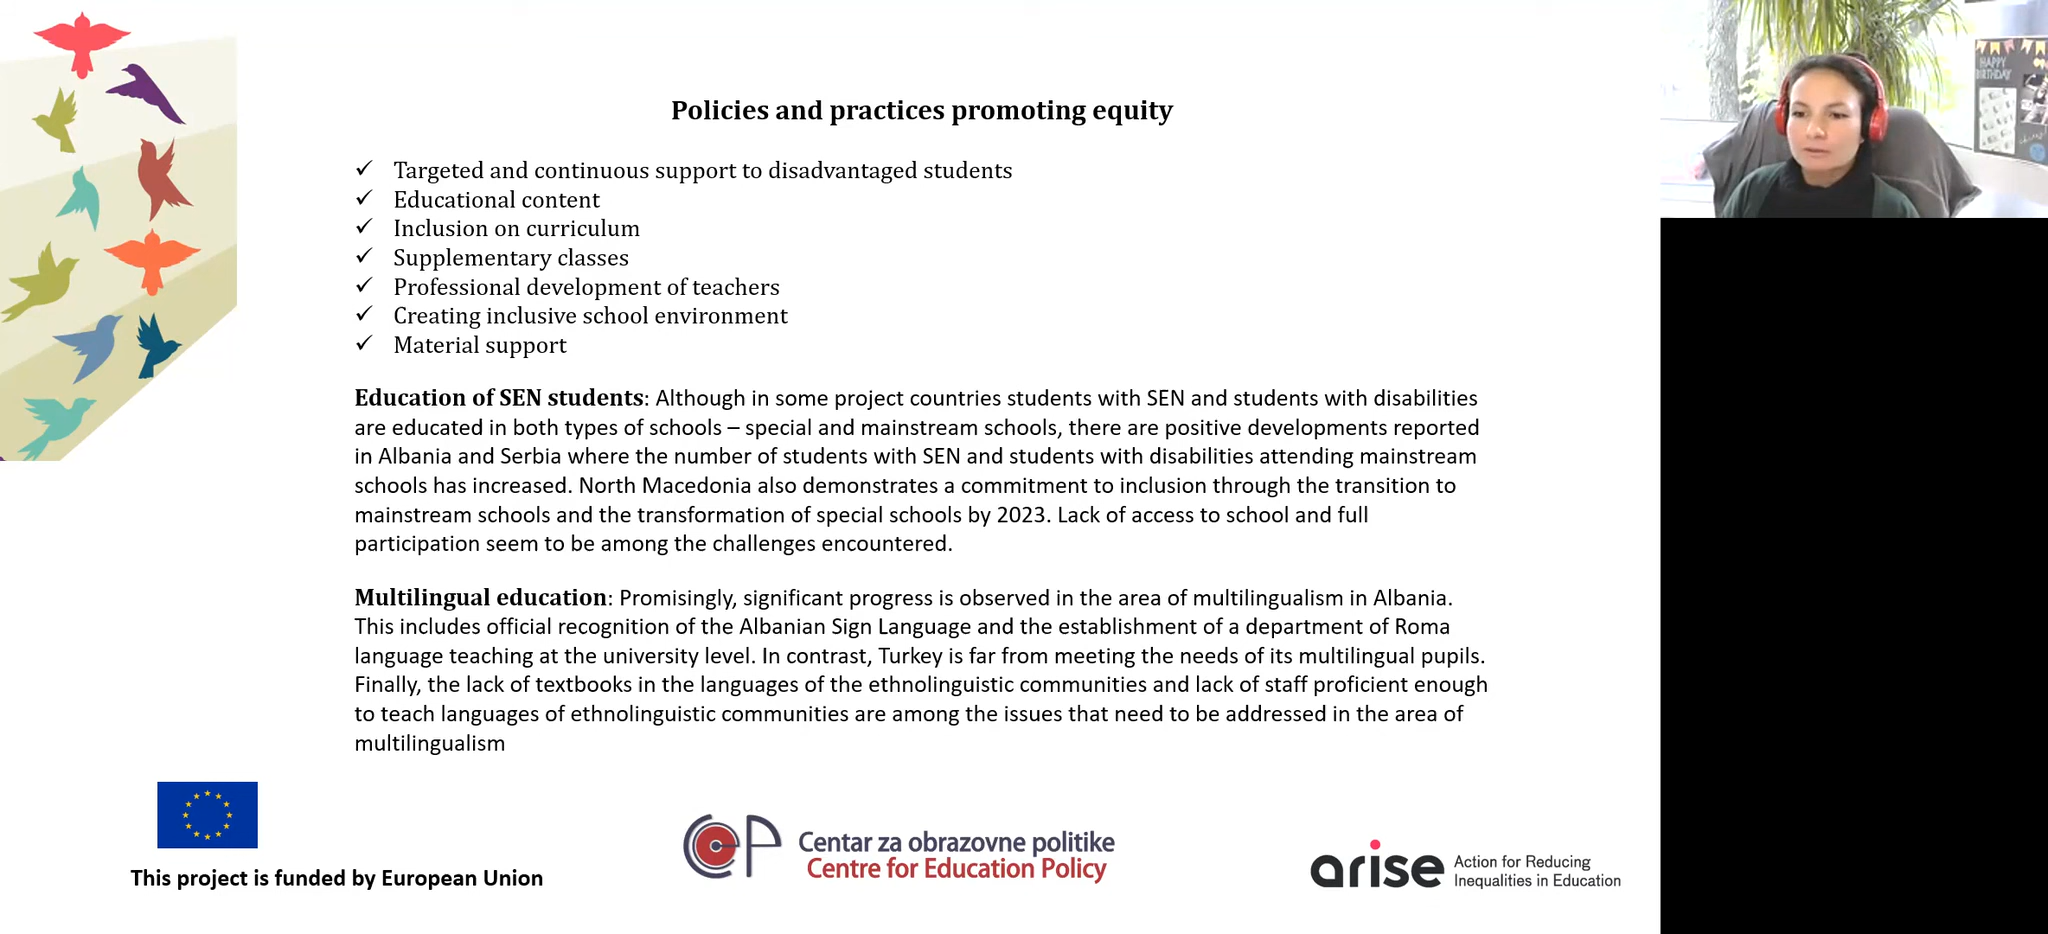 Policies and practices promoting equity
✓ Targeted and continuous support to disadvantaged students
✓ Educational content
✓ Inclusion on curriculum
✓ Supplementary classes
✓ Professional development of teachers
✓ Creating inclusive school environment
✓ Material support
Education of SEN students: Although in some project countries students with SEN and students with disabilities
are educated in both types of schools – special and mainstream schools, there are positive developments reported
in Albania and Serbia where the number of students with SEN and students with disabilities attending mainstream
schools has increased. North Macedonia also demonstrates a commitment to inclusion through the transition to
mainstream schools and the transformation of special schools by 2023. Lack of access to school and full
participation seem to be among the challenges encountered.
Multilingual education: Promisingly, significant progress is observed in the area of multilingualism in Albania.
This includes official recognition of the Albanian Sign Language and the establishment of a department of Roma
language teaching at the university level. In contrast, Turkey is far from meeting the needs of its multilingual pupils.
Finally, the lack of textbooks in the languages of the ethnolinguistic communities and lack of staff proficient enough
to teach languages of ethnolinguistic communities are among the issues that need to be addressed in the area of
multilingualism
This project is funded by European Union
CEP
Centar za obrazovne politike
Centre for Education Policy
arise
Action for Reducing
Inequalities in Education
HAPPY
BIRTHDAY